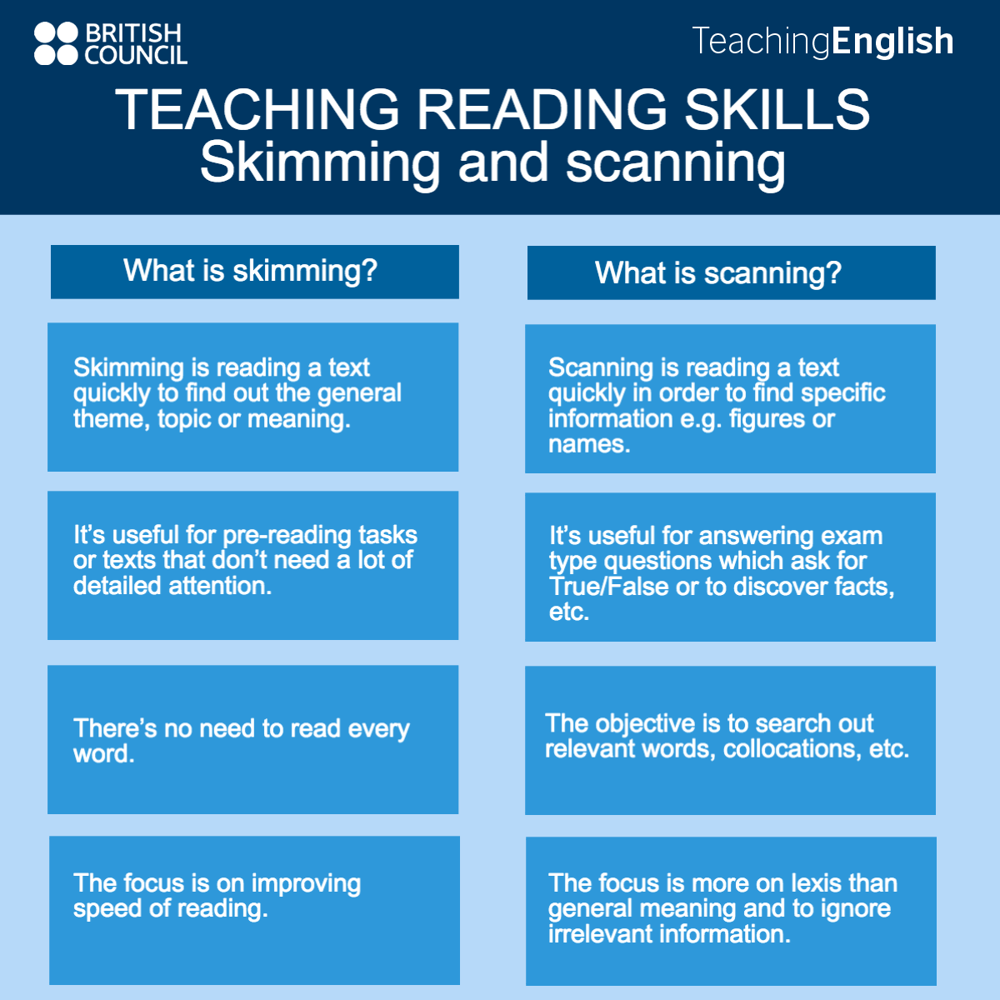 BRITISH
COUNCIL
TeachingEnglish
TEACHING READING SKILLS
Skimming and scanning
What is skimming?
Skimming is reading a text
quickly to find out the general
theme, topic or meaning.
It’s useful for pre-reading tasks
or texts that don’t need a lot of
detailed attention.
There’s no need to read every
word.
The focus is on improving
speed of reading.
What is scanning?
Scanning is reading a text
quickly in order to find specific
information e.g. figures or
names.
It’s useful for answering exam
type questions which ask for
True/False or to discover facts,
etc.
The objective is to search out
relevant words, collocations, etc.
The focus is more on lexis than
general meaning and to ignore
irrelevant information.